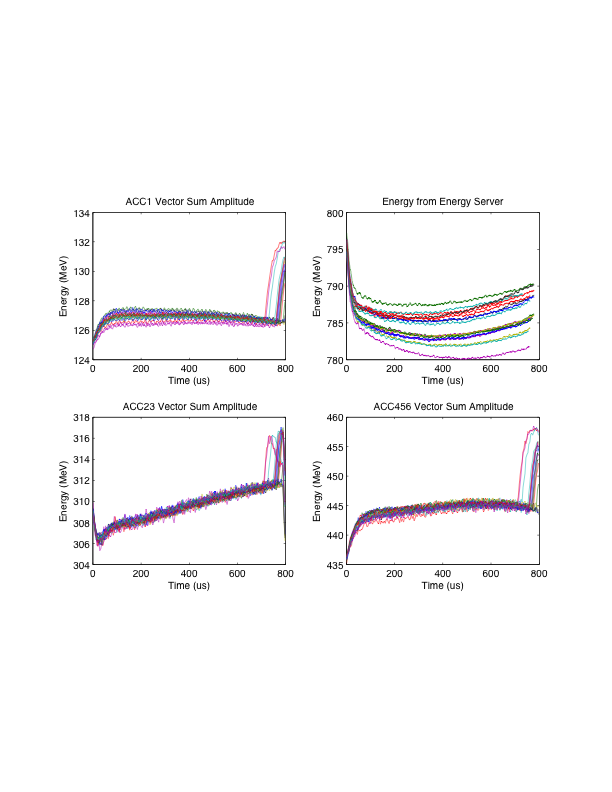 ACC1 Vector Sum Amplitude
134
132
130
128
126
124
Energy (MeV)
0 200 400 600 800
Time (us)
Energy from Energy Server
800
795
790
785
780
Energy (MeV)
0 200 400 600 800
Time (us)
ACC23 Vector Sum Amplitude
318
316
314
312
310
308
306
304
Energy (MeV)
0 200 400 600 800
Time (us)
ACC456 Vector Sum Amplitude
460
455
450
445
440
435
Energy (MeV)
0 200 400 600 800
Time (us)